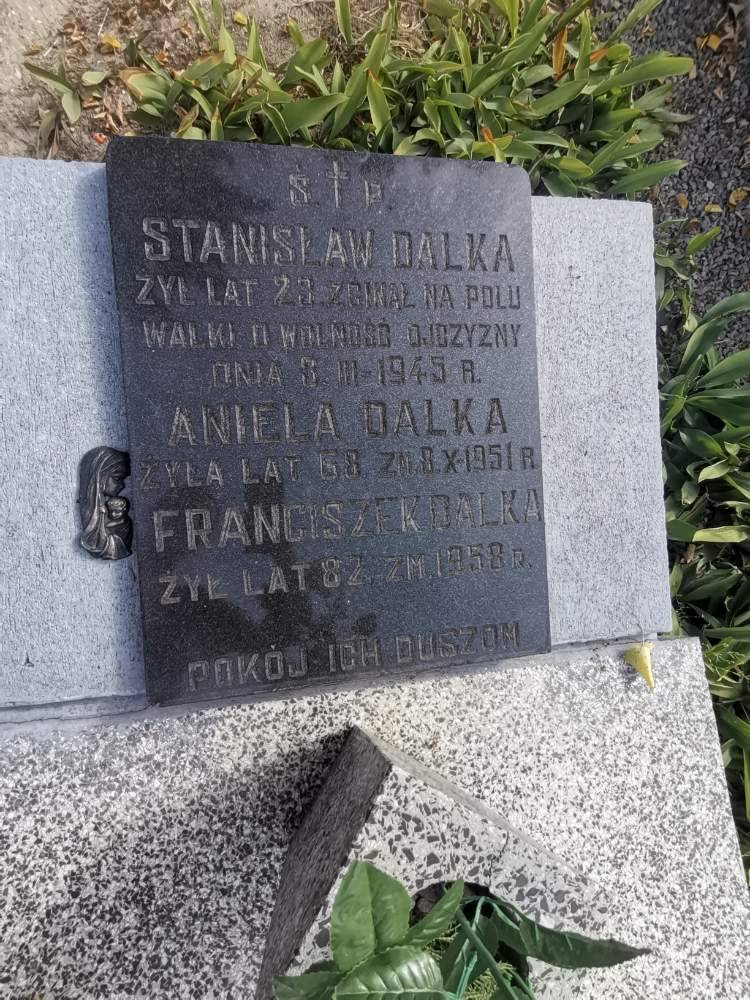 Ś. † P.
STANISŁAW DALKA
ŻYŁ LAT 23. ZGINĄŁ NA POLU
WALKI O WOLNOŚĆ OJCZYZNY
DNIA 8. III-1945 R.
ANIELA DALKA
ŻYŁA LAT 68. ZM. 8.X.1951 R.
FRANCISZEK DALKA
ŻYŁ LAT 82. ZM. 1958 R.
POKÓJ ICH DUSZOM